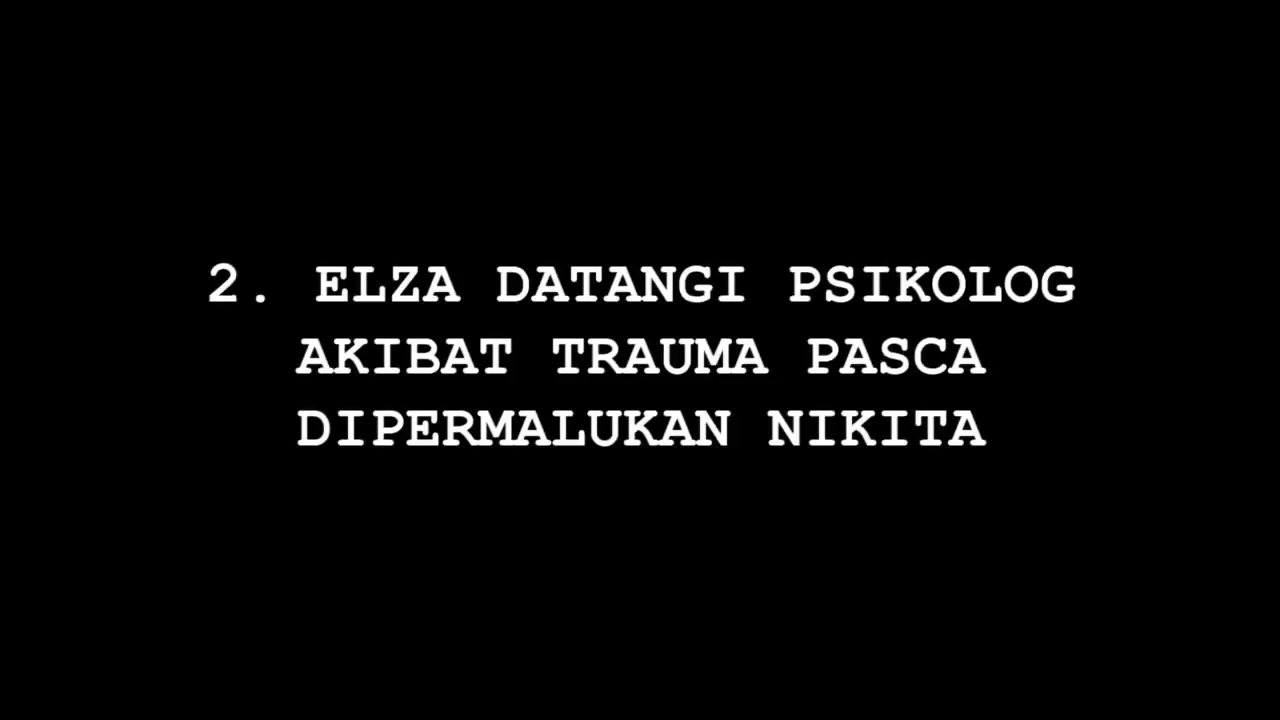 2. ELZA DATANGI PSIKOLOG
AKIBAT TRAUMA PASCA
DIPERMALUKAN NIKITA